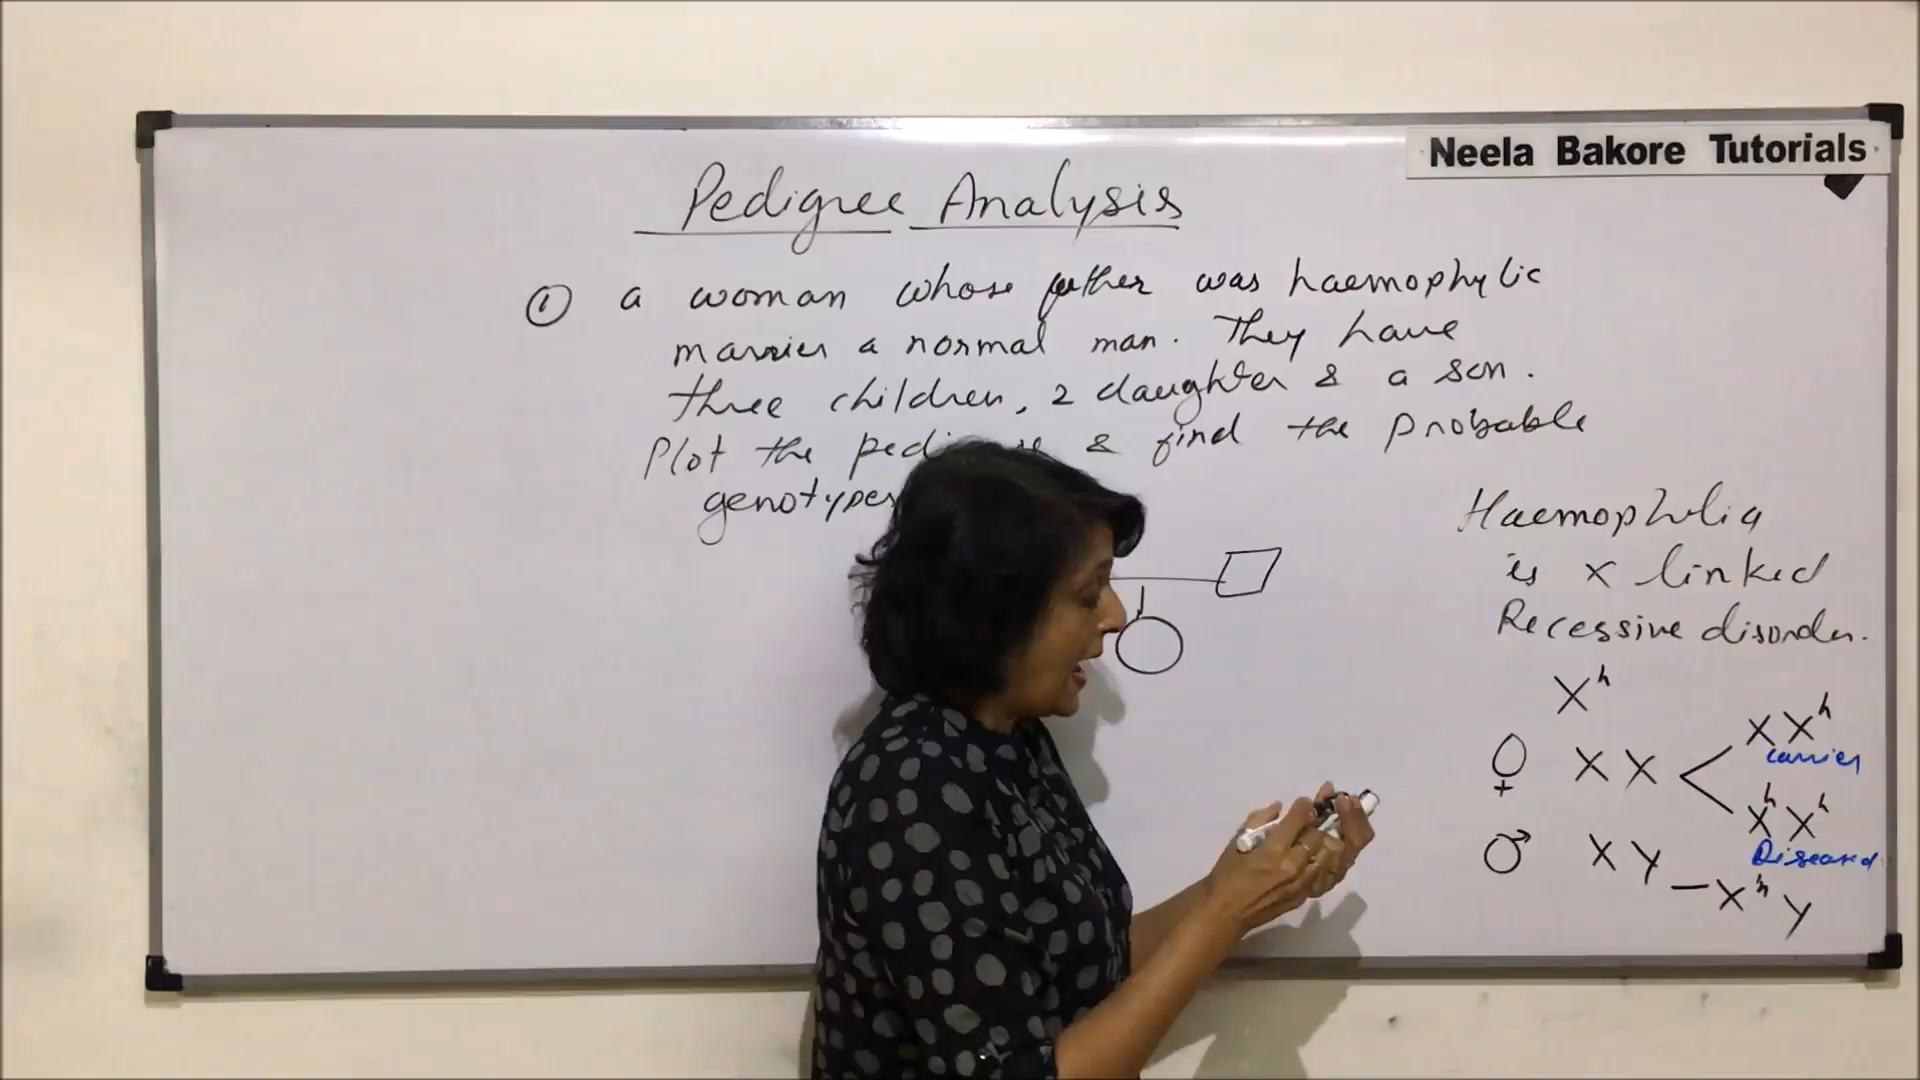 Neela Bakore Tutorials
Pedigree Analysis
① a woman whose father was haemophylic
marries a normal man. They have
three children, 2 daughter & a son.
Plot the & find the probable
genotypes
Haemophilia
is X linked
Recessive disorder.
Xʰ
♀ X X < X Xʰ
carrier
Xʰ Xʰ
Diseased
♂ X Y — Xʰ Y